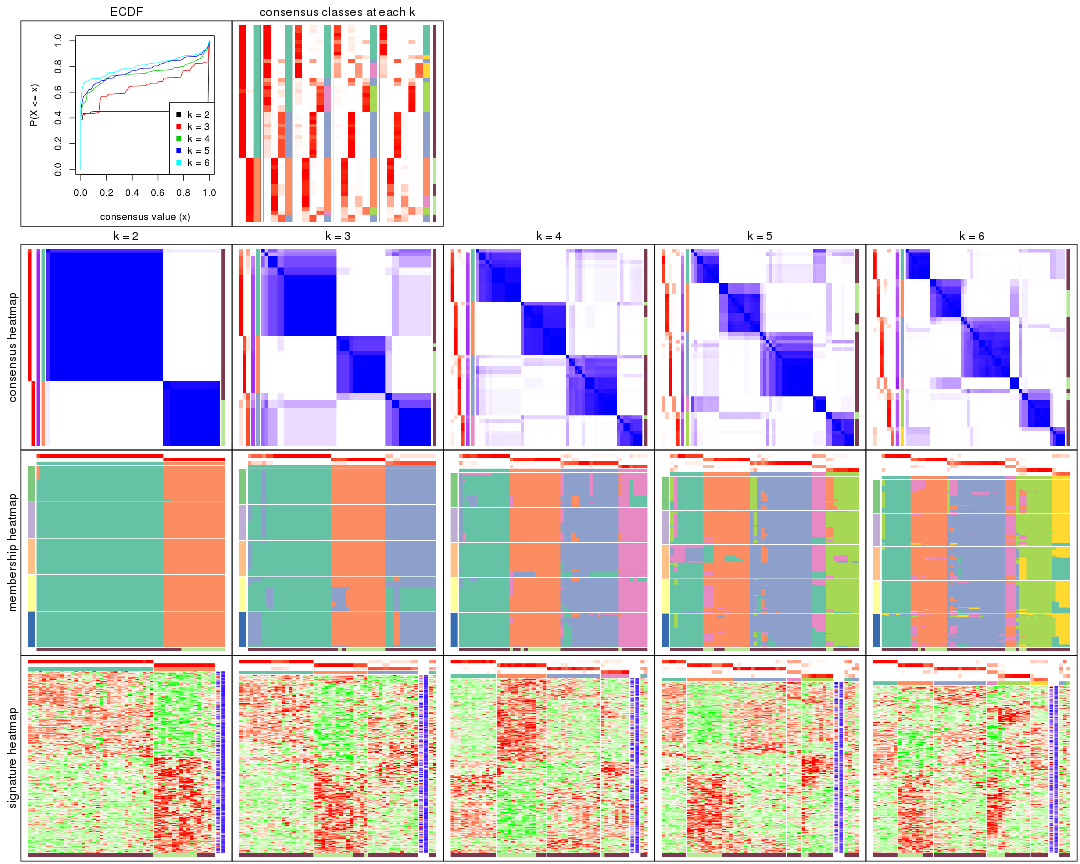 ECDF
consensus classes at each k
P(X <= x)
0.0 0.2 0.4 0.6 0.8 1.0
k = 2
k = 3
k = 4
k = 5
k = 6
0.0 0.2 0.4 0.6 0.8 1.0
consensus value (x)
k = 2 k = 3 k = 4 k = 5 k = 6
consensus heatmap
membership heatmap
signature heatmap